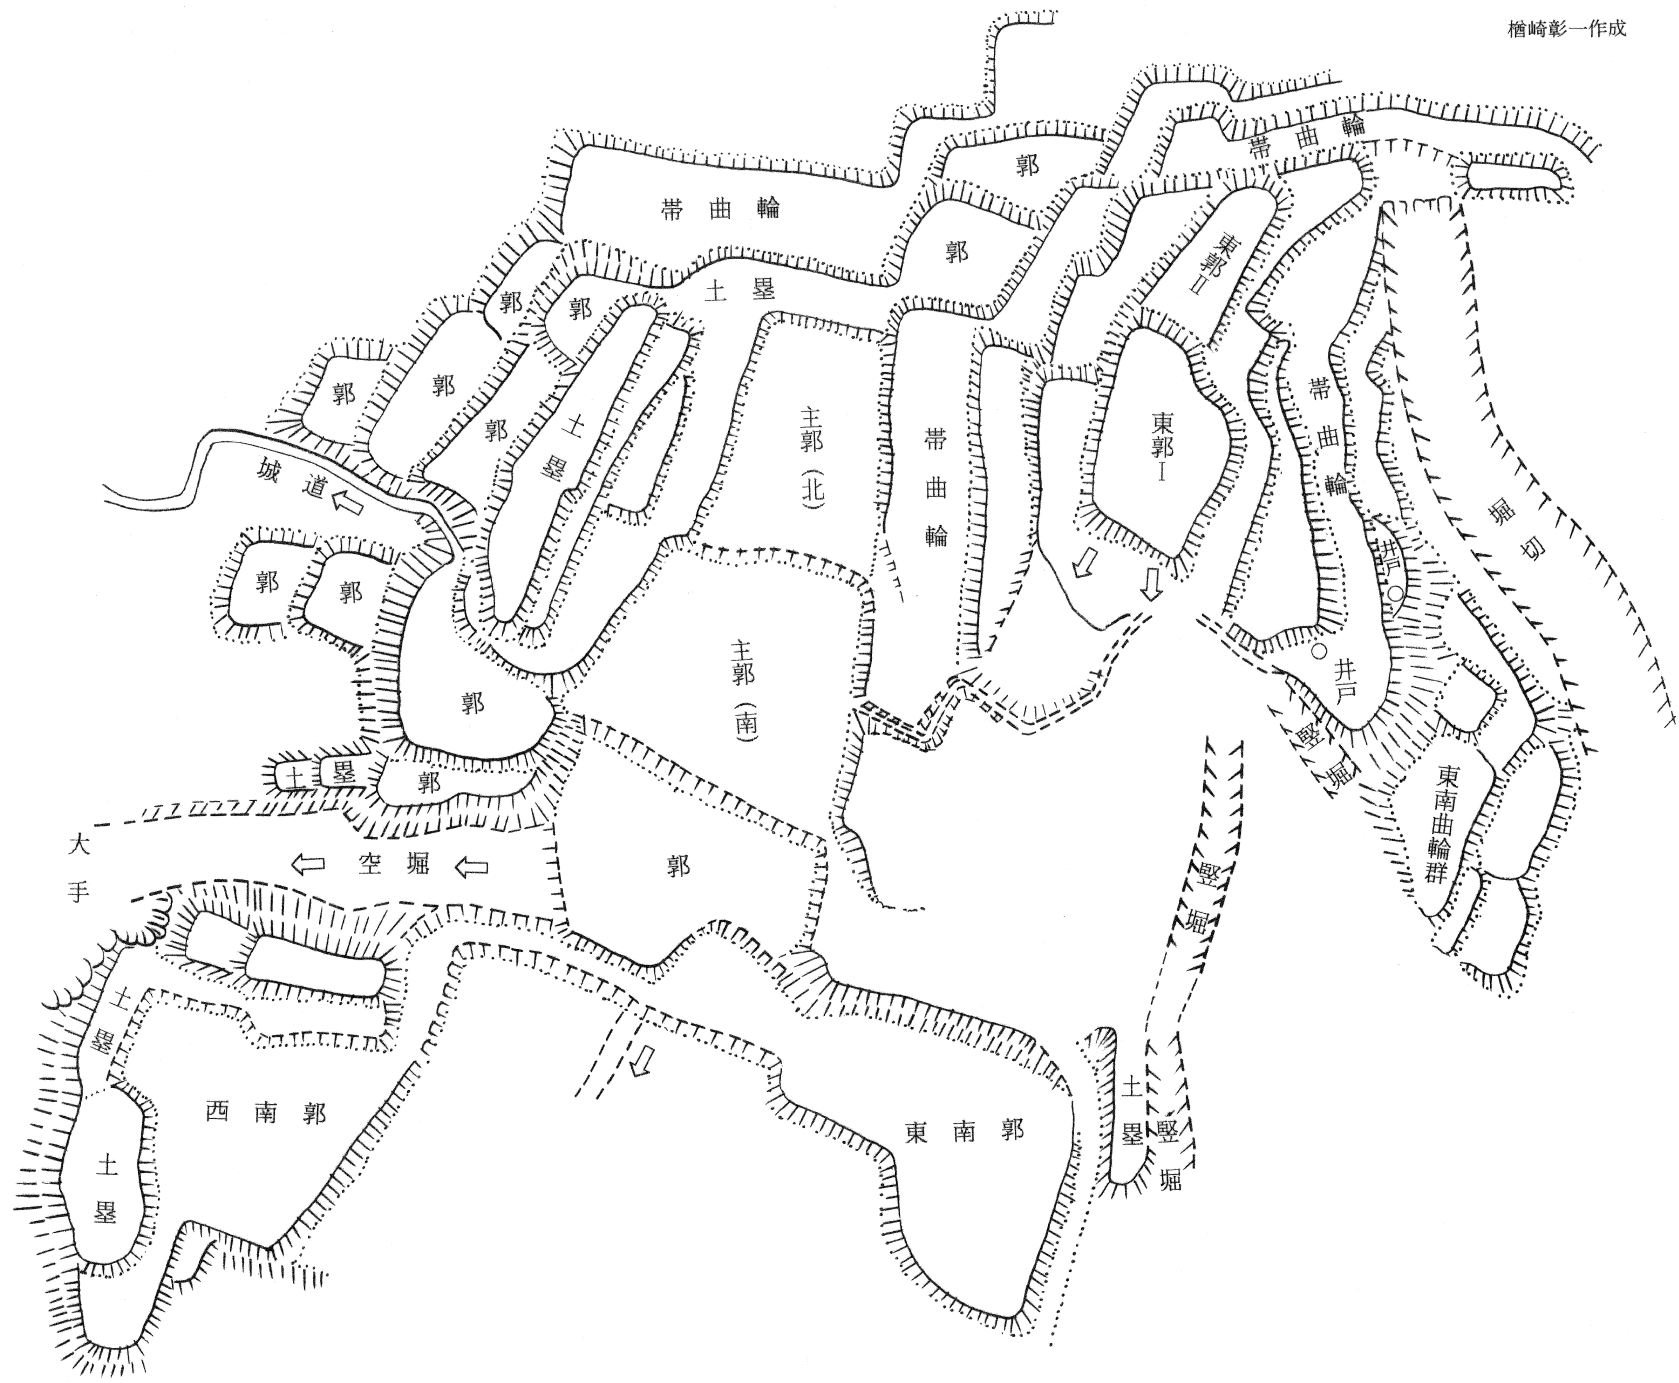 楢崎彰一作成
帯曲輪
郭
帯曲輪
郭
東郭Ⅱ
土塁
郭
郭
郭
郭
郭
土塁
主郭(北)
帯曲輪
東郭Ⅰ
帯曲輪
城道
堀切
井戸
郭
郭
井戸
主郭(南)
郭
竪堀
土塁
郭
東南曲輪群
大手
空堀
郭
竪堀
土塁
西南郭
東南郭
土塁
竪堀
土塁